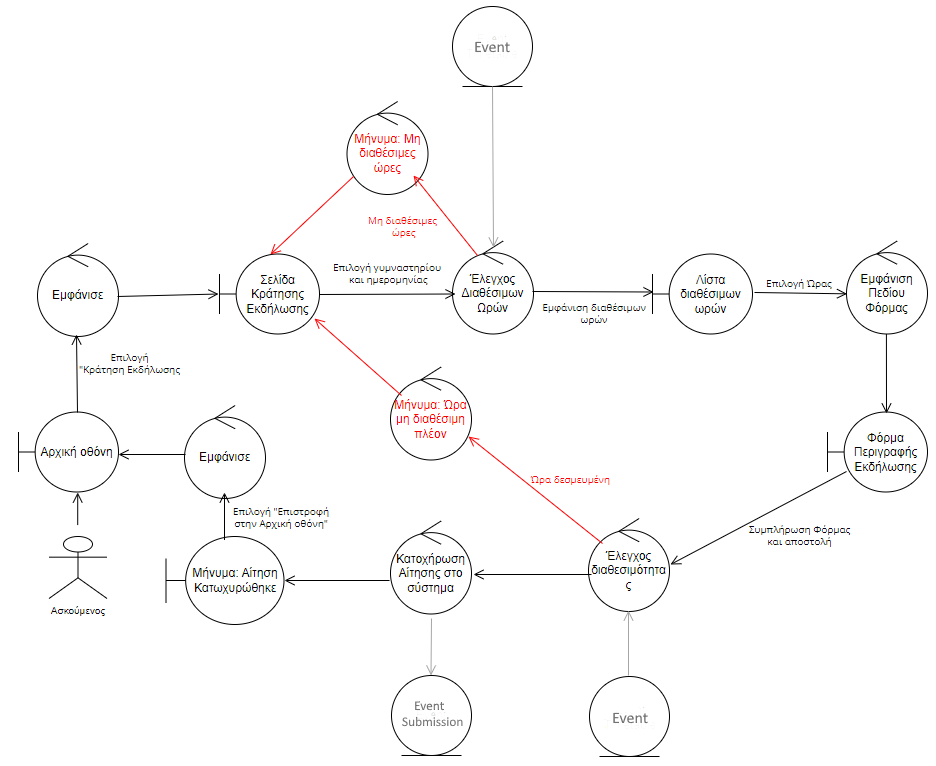 Event
Μήνυμα: Μη
διαθέσιμες
ώρες
Μη διαθέσιμες
ώρες
Εμφάνισε
Σελίδα
Κράτησης
Εκδήλωσης
Επιλογή γυμναστηρίου
και ημερομηνίας
Έλεγχος
Διαθέσιμων
Ωρών
Εμφάνιση διαθέσιμων
ωρών
Λίστα
διαθέσιμων
ωρών
Επιλογή Ώρας
Εμφάνιση
Πεδίου
Φόρμας
Επιλογή
"Κράτηση Εκδήλωσης
Μήνυμα: Ώρα
μη διαθέσιμη
πλέον
Αρχική οθόνη
Εμφάνισε
Φόρμα
Περιγραφής
Εκδήλωσης
Ώρα δεσμευμένη
Επιλογή "Επιστροφή
στην Αρχική οθόνη"
Συμπλήρωση Φόρμας
και αποστολή
Μήνυμα: Αίτηση
Κατωχυρώθηκε
Κατοχήρωση
Αίτησης στο
σύστημα
Έλεγχος
διαθεσιμότητα
ς
Ασκούμενος
Event
Submission
Event